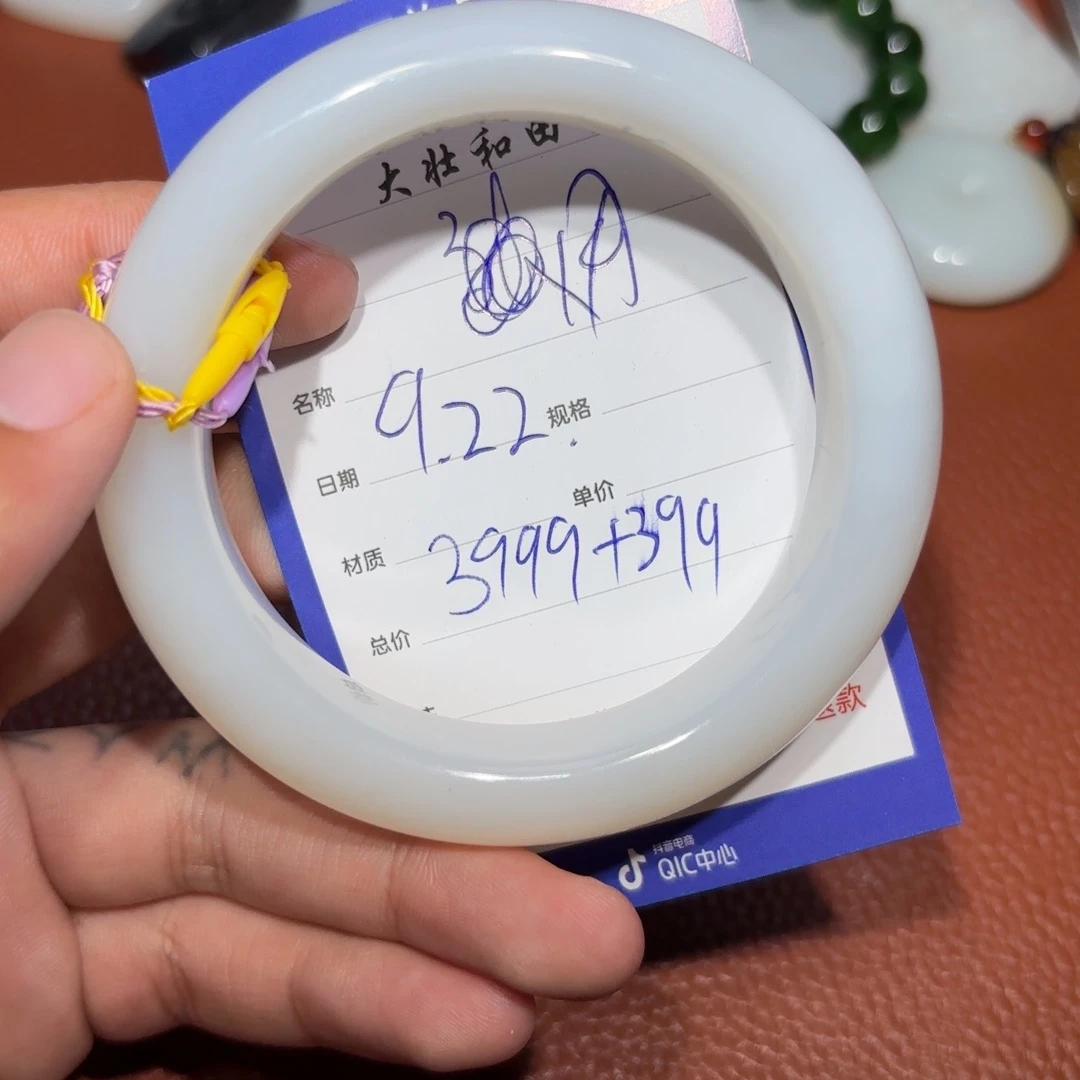 大壮和田
名称
9.22
规格
日期
单价
材质
3999+399
总价
退款
抖音电商
QIC中心